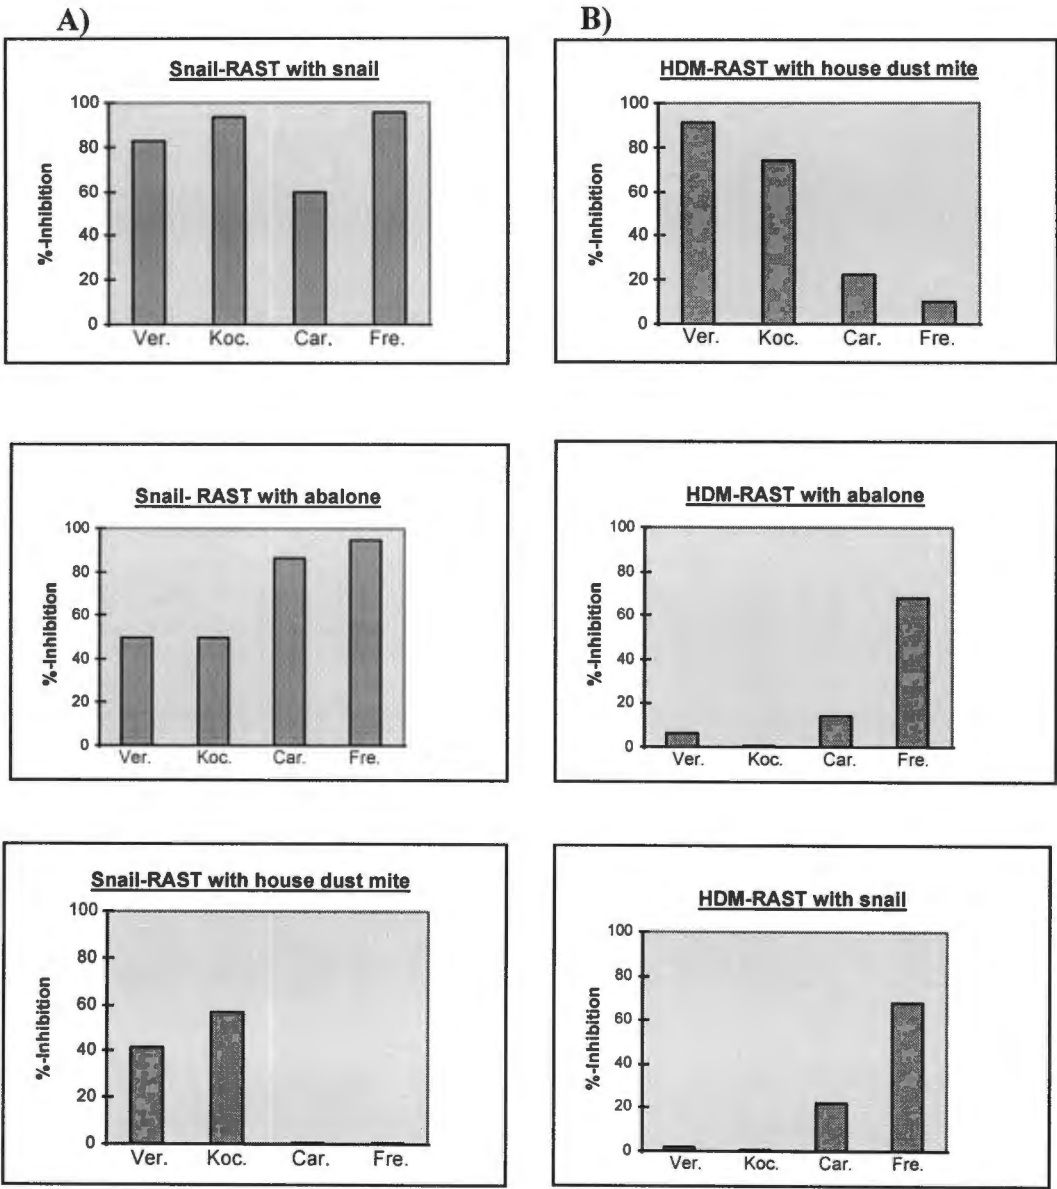 A)
Snail-RAST with snail
%-Inhibition
100
80
60
40
20
0
Ver. Koc. Car. Fre.
Snail- RAST with abalone
%-Inhibition
100
80
60
40
20
0
Ver. Koc. Car. Fre.
Snail-RAST with house dust mite
%-Inhibition
100
80
60
40
20
0
Ver. Koc. Car. Fre.
B)
HDM-RAST with house dust mite
%-Inhibition
100
80
60
40
20
0
Ver. Koc. Car. Fre.
HDM-RAST with abalone
%-Inhibition
100
80
60
40
20
0
Ver. Koc. Car. Fre.
HDM-RAST with snail
%-Inhibition
100
80
60
40
20
0
Ver. Koc. Car. Fre.